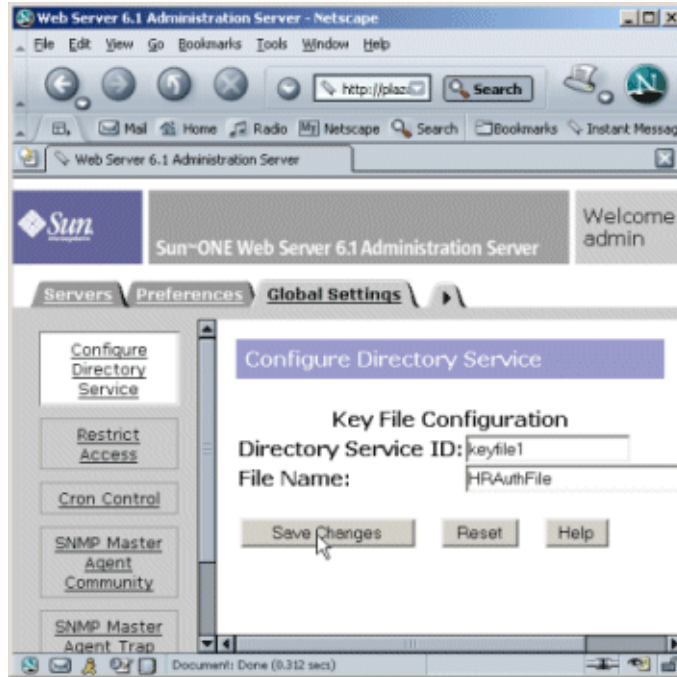 Web Server 6.1 Administration Server - Netscape
File Edit View Go Bookmarks Tools Window Help
http://plaza Search
Mail Home Radio My Netscape Search Bookmarks Instant Messag
Web Server 6.1 Administration Server
Sun
Sun ONE Web Server 6.1 Administration Server
Welcome
admin
Servers Preferences Global Settings
Configure
Directory
Service
Restrict
Access
Cron Control
SNMP Master
Agent
Community
SNMP Master
Agent Trap
Configure Directory Service
Key File Configuration
Directory Service ID: keyfile1
File Name: HRAuthFile
Save Changes Reset Help
Document: Done (0.312 secs)